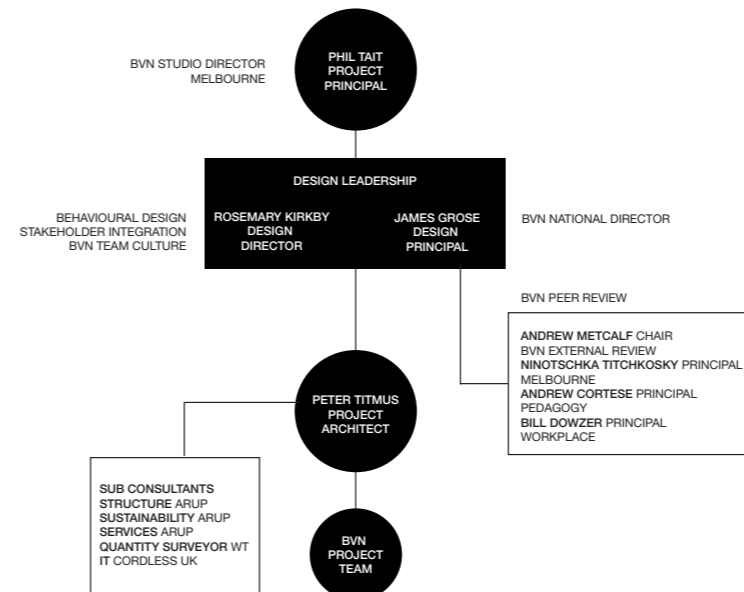 BVN STUDIO DIRECTOR
MELBOURNE
PHIL TAIT
PROJECT
PRINCIPAL
DESIGN LEADERSHIP
BEHAVIOURAL DESIGN
STAKEHOLDER INTEGRATION
BVN TEAM CULTURE
ROSEMARY KIRKBY
DESIGN
DIRECTOR
JAMES GROSE
DESIGN
PRINCIPAL
BVN NATIONAL DIRECTOR
BVN PEER REVIEW
ANDREW METCALF CHAIR
BVN EXTERNAL REVIEW
NINOTSCHKA TITCHKOSKY PRINCIPAL
MELBOURNE
ANDREW CORTESE PRINCIPAL
PEDAGOGY
BILL DOWZER PRINCIPAL
WORKPLACE
PETER TITMUS
PROJECT
ARCHITECT
SUB CONSULTANTS
STRUCTURE ARUP
SUSTAINABILITY ARUP
SERVICES ARUP
QUANTITY SURVEYOR WT
IT CORDLESS UK
BVN
PROJECT
TEAM